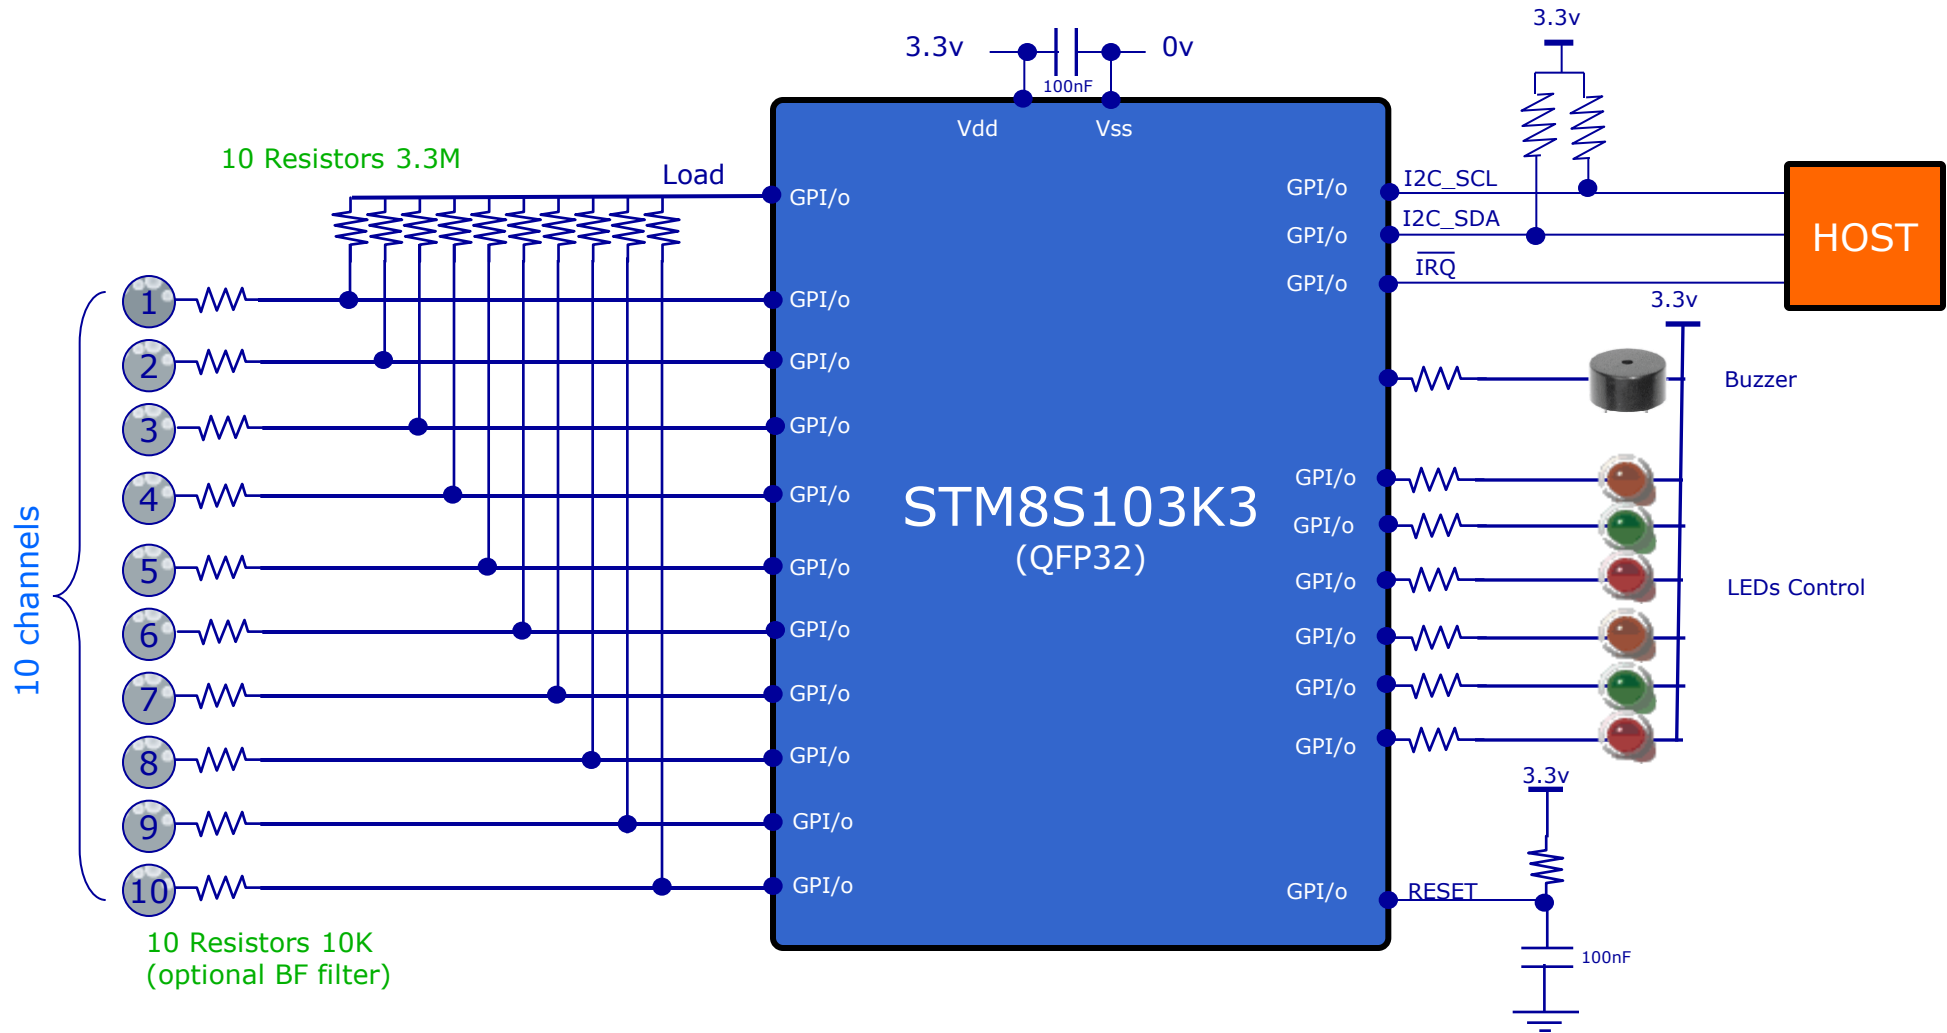 3.3v
0v
100nF
3.3v
Vdd
Vss
10 Resistors 3.3M
Load
GPI/o
GPI/o
I2C_SCL
GPI/o
I2C_SDA
GPI/o
IRQ
HOST
1
GPI/o
3.3v
2
GPI/o
Buzzer
3
GPI/o
4
GPI/o
GPI/o
10 channels
STM8S103K3
(QFP32)
GPI/o
5
GPI/o
GPI/o
LEDs Control
6
GPI/o
GPI/o
7
GPI/o
GPI/o
8
GPI/o
GPI/o
3.3v
9
GPI/o
10
GPI/o
GPI/o
RESET
10 Resistors 10K
(optional BF filter)
100nF